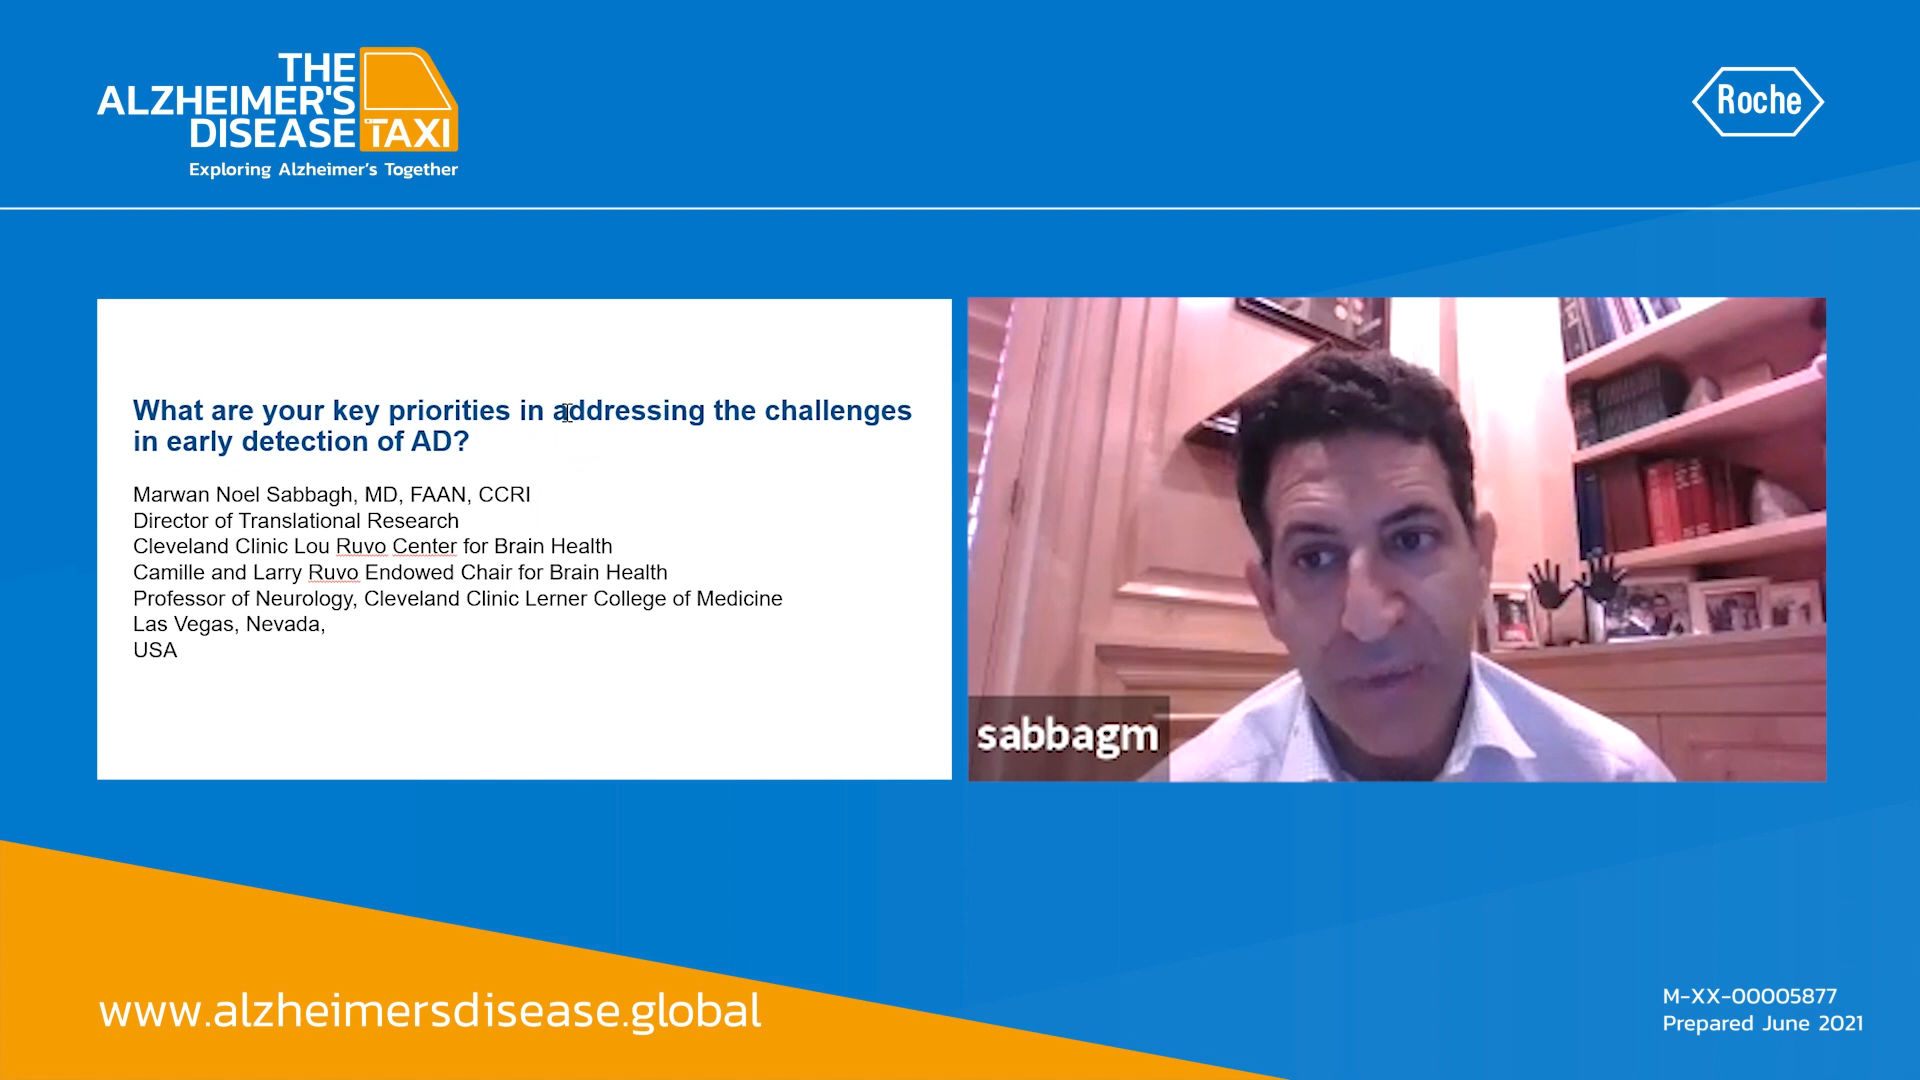 THE
ALZHEIMER'S
DISEASE TAXI
Exploring Alzheimer's Together
Roche
What are your key priorities in addressing the challenges
in early detection of AD?
Marwan Noel Sabbagh, MD, FAAN, CCRI
Director of Translational Research
Cleveland Clinic Lou Ruvo Center for Brain Health
Camille and Larry Ruvo Endowed Chair for Brain Health
Professor of Neurology, Cleveland Clinic Lerner College of Medicine
Las Vegas, Nevada,
USA
sabbagm
www.alzheimersdisease.global
M-XX-00005877
Prepared June 2021